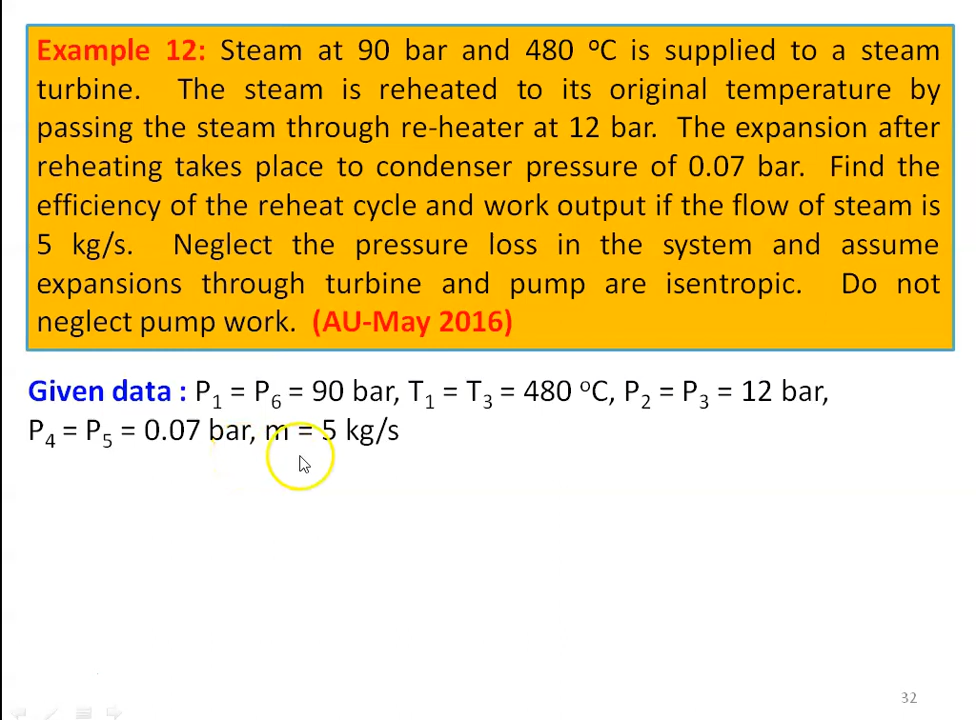 Example 12: Steam at 90 bar and 480 ᵒC is supplied to a steam
turbine. The steam is reheated to its original temperature by
passing the steam through re-heater at 12 bar. The expansion after
reheating takes place to condenser pressure of 0.07 bar. Find the
efficiency of the reheat cycle and work output if the flow of steam is
5 kg/s. Neglect the pressure loss in the system and assume
expansions through turbine and pump are isentropic. Do not
neglect pump work. (AU-May 2016)
Given data : P₁ = P₆ = 90 bar, T₁ = T₃ = 480 ᵒC, P₂ = P₃ = 12 bar,
P₄ = P₅ = 0.07 bar, m = 5 kg/s
32